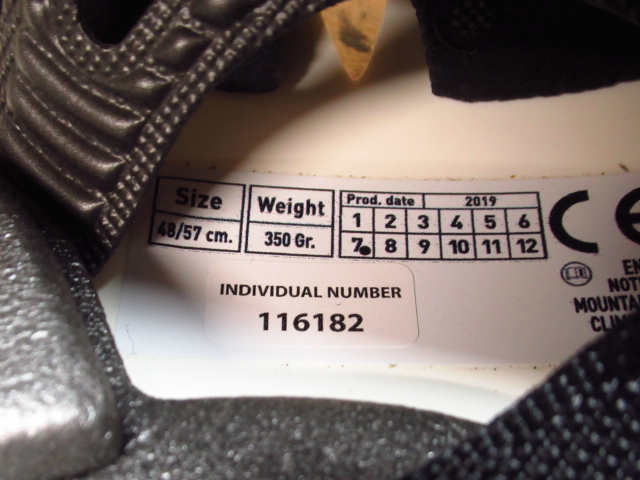 Size Weight Prod. date 2019
48/57 cm. 350 Gr. 1 2 3 4 5 6
7 8 9 10 11 12
CE
INDIVIDUAL NUMBER
116182
EN
NOT
MOUNTA
CLI